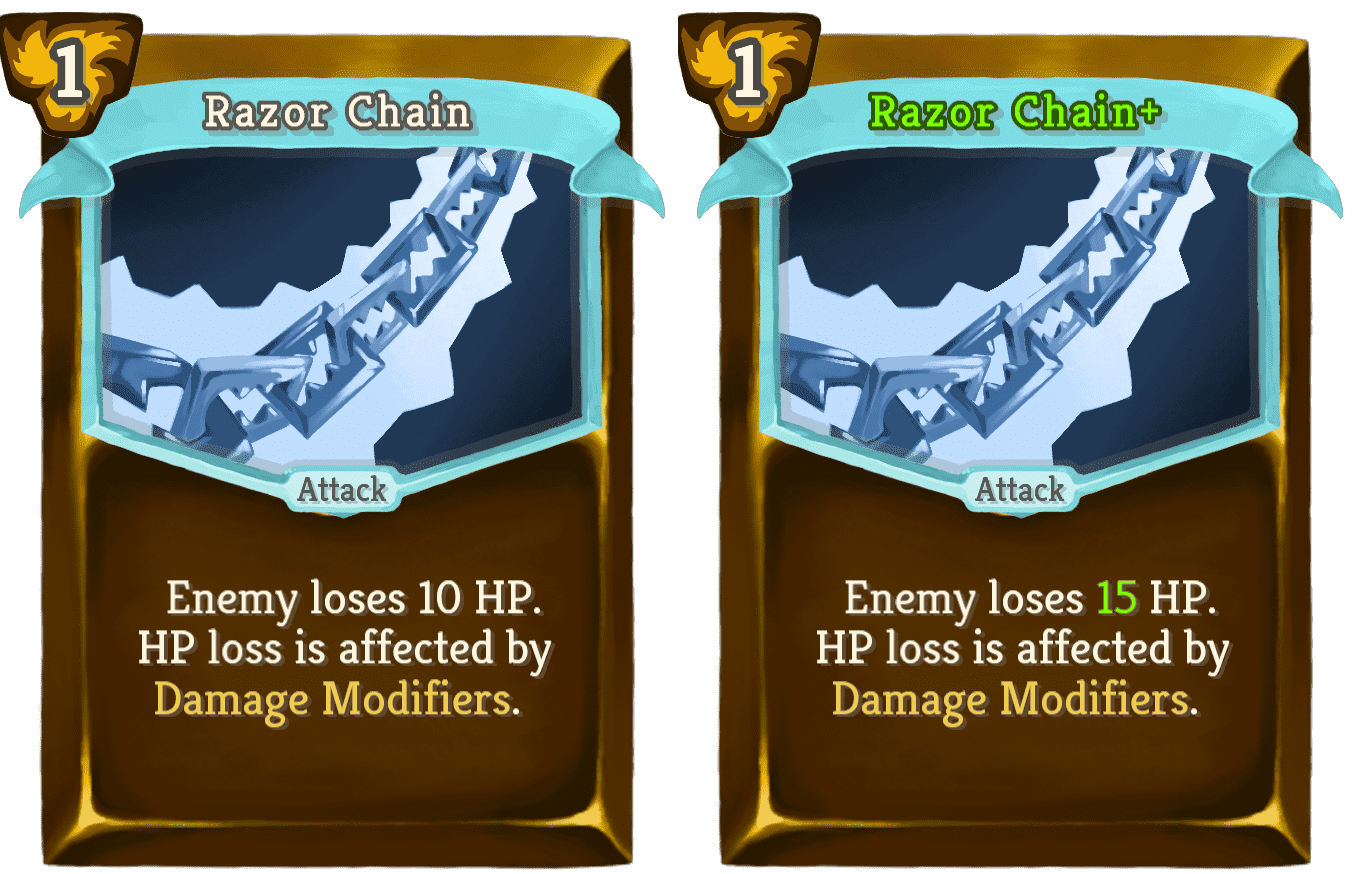 1
Razor Chain
Attack
Enemy loses 10 HP.
HP loss is affected by
Damage Modifiers.
1
Razor Chain+
Attack
Enemy loses 15 HP.
HP loss is affected by
Damage Modifiers.